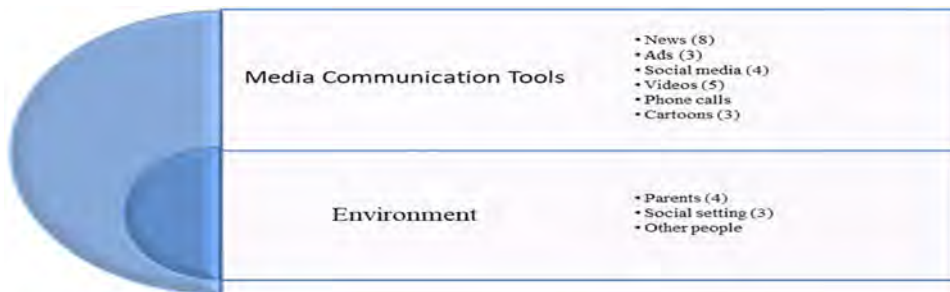 Media Communication Tools
• News (8)
• Ads (3)
• Social media (4)
• Videos (5)
• Phone calls
• Cartoons (3)
Environment
• Parents (4)
• Social setting (3)
• Other people